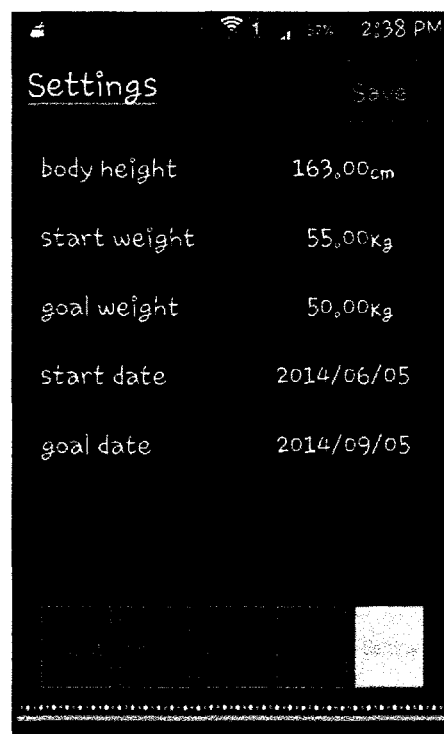 2:38 PM
Settings
Save
body height 163.00cm
start weight 55.00Kg
goal weight 50.00Kg
start date 2014/06/05
goal date 2014/09/05